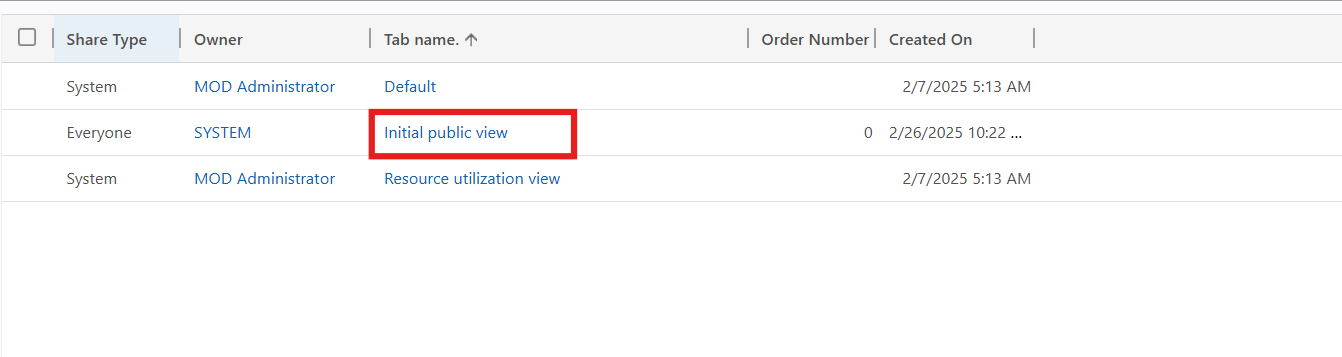 Share Type Owner Tab name. ↑ Order Number Created On
System MOD Administrator Default 2/7/2025 5:13 AM
Everyone SYSTEM Initial public view 0 2/26/2025 10:22 ...
System MOD Administrator Resource utilization view 2/7/2025 5:13 AM